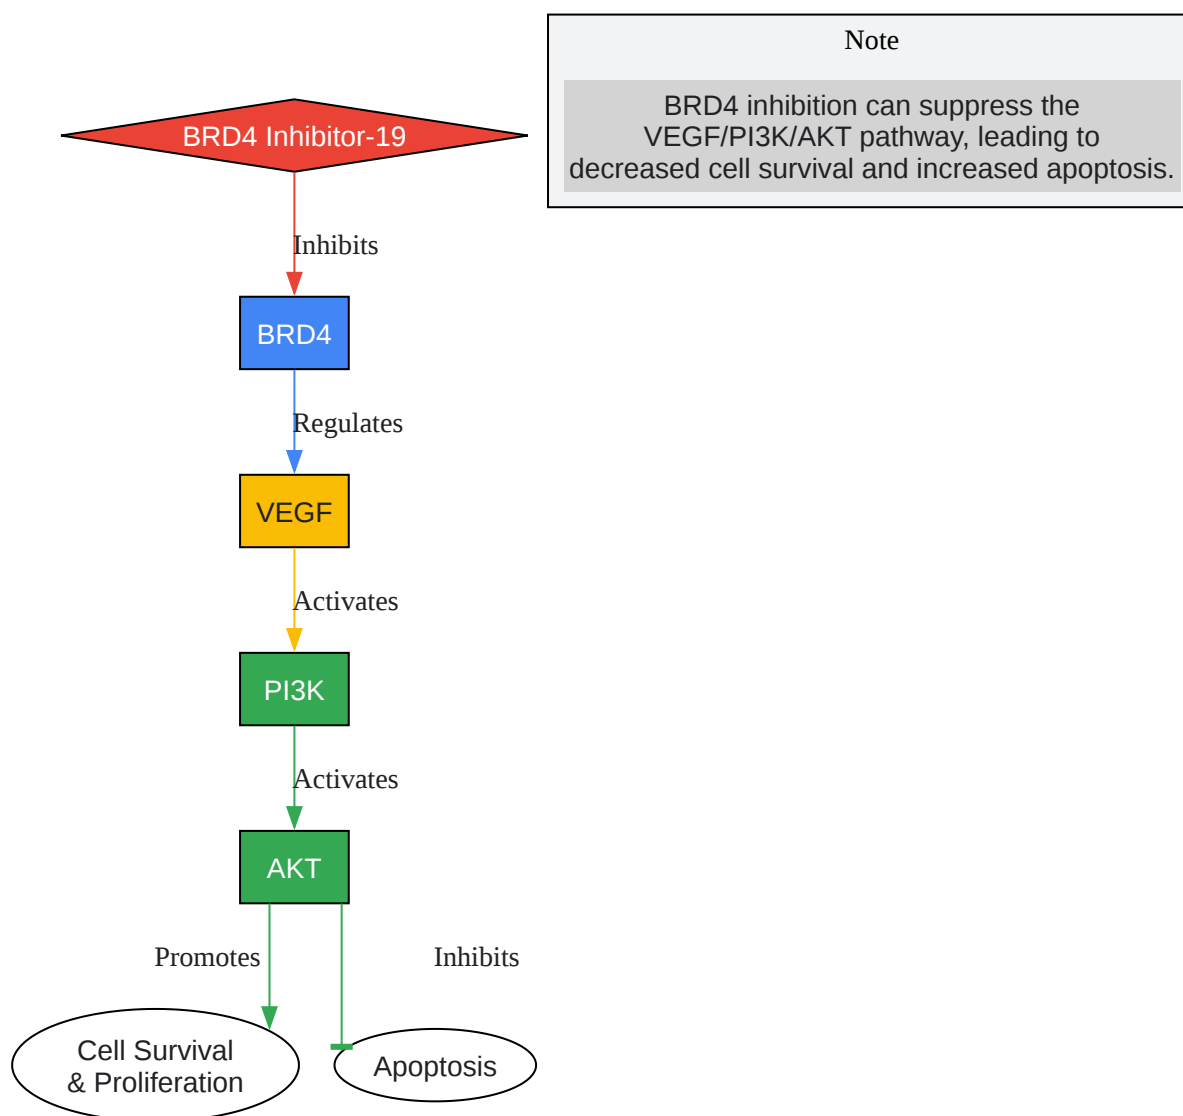 Note
BRD4 inhibition can suppress the
VEGF/PI3K/AKT pathway, leading to
decreased cell survival and increased apoptosis.
BRD4 Inhibitor-19
Inhibits
BRD4
Regulates
VEGF
Activates
PI3K
Activates
AKT
Promotes
Inhibits
Cell Survival
& Proliferation
Apoptosis